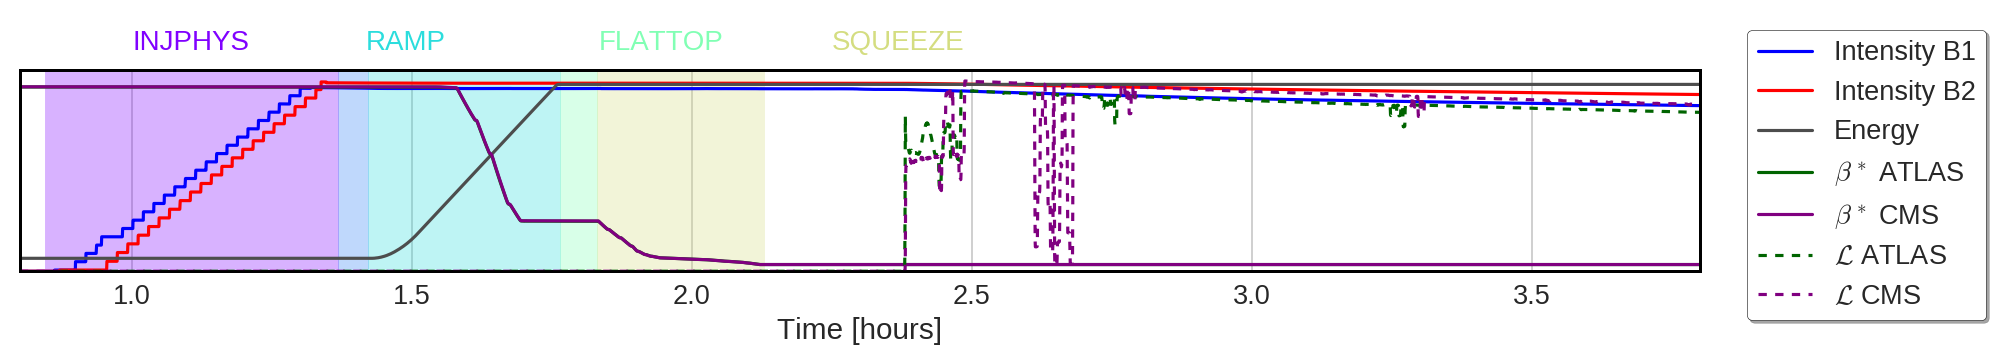 INJPHYS RAMP FLATTOP SQUEEZE
1.0 1.5 2.0 2.5 3.0 3.5
Time [hours]
Intensity B1
Intensity B2
Energy
β* ATLAS
β* CMS
ℒ ATLAS
ℒ CMS